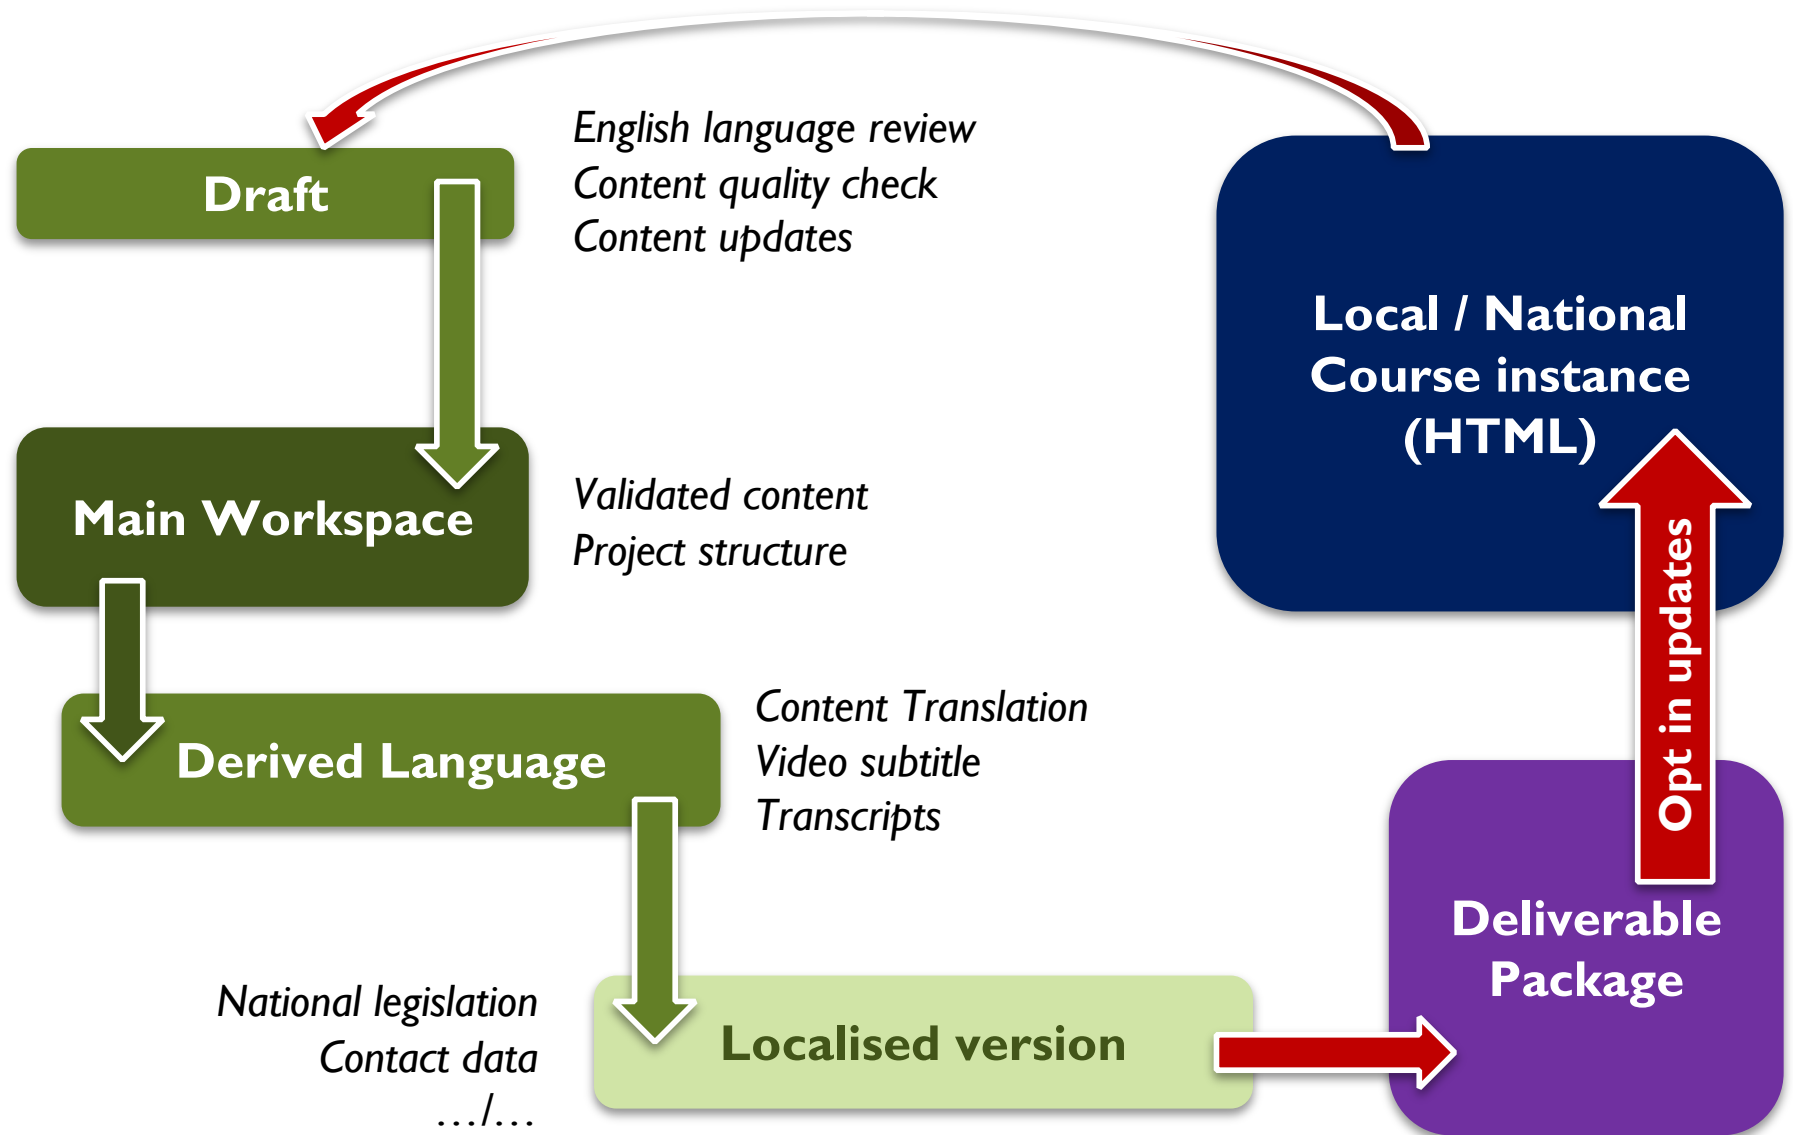 Draft
English language review
Content quality check
Content updates
Main Workspace
Validated content
Project structure
Derived Language
Content Translation
Video subtitle
Transcripts
National legislation
Contact data
…/…
Localised version
Deliverable
Package
Opt in updates
Local / National
Course instance
(HTML)